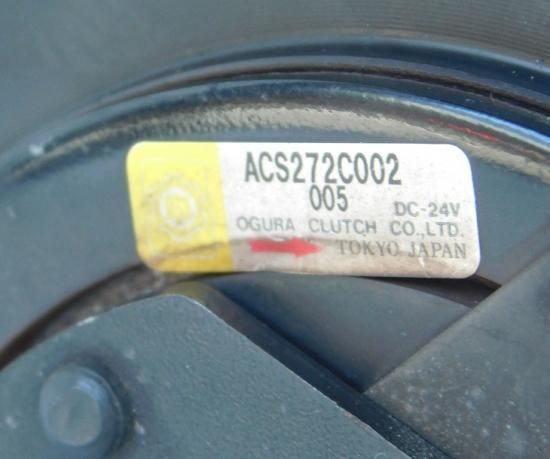 ACS272C002
005 DC-24V
OGURA CLUTCH CO.,LTD.
TOKYO JAPAN